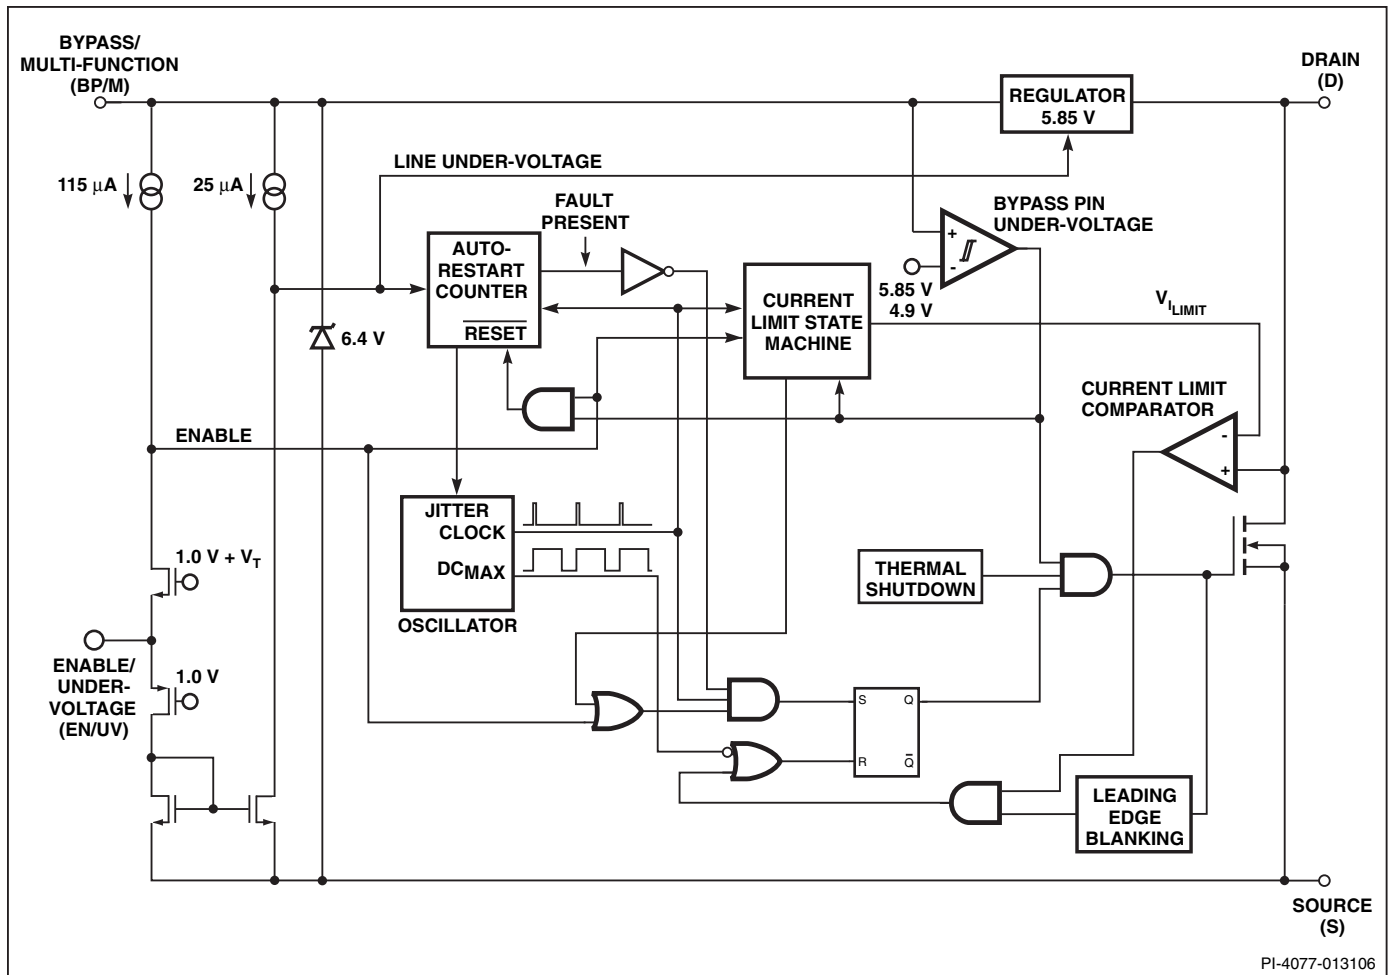 BYPASS/
MULTI-FUNCTION
(BP/M)
DRAIN
(D)
REGULATOR
5.85 V
LINE UNDER-VOLTAGE
115 μA
25 μA
FAULT
PRESENT
BYPASS PIN
UNDER-VOLTAGE
AUTO-
RESTART
COUNTER
RESET
+
-
5.85 V
4.9 V
CURRENT
LIMIT STATE
MACHINE
VILIMIT
6.4 V
CURRENT LIMIT
COMPARATOR
-
+
ENABLE
JITTER
CLOCK
DCMAX
OSCILLATOR
1.0 V + VT
THERMAL
SHUTDOWN
ENABLE/
UNDER-
VOLTAGE
(EN/UV)
1.0 V
S Q
R Q̅
LEADING
EDGE
BLANKING
SOURCE
(S)
PI-4077-013106